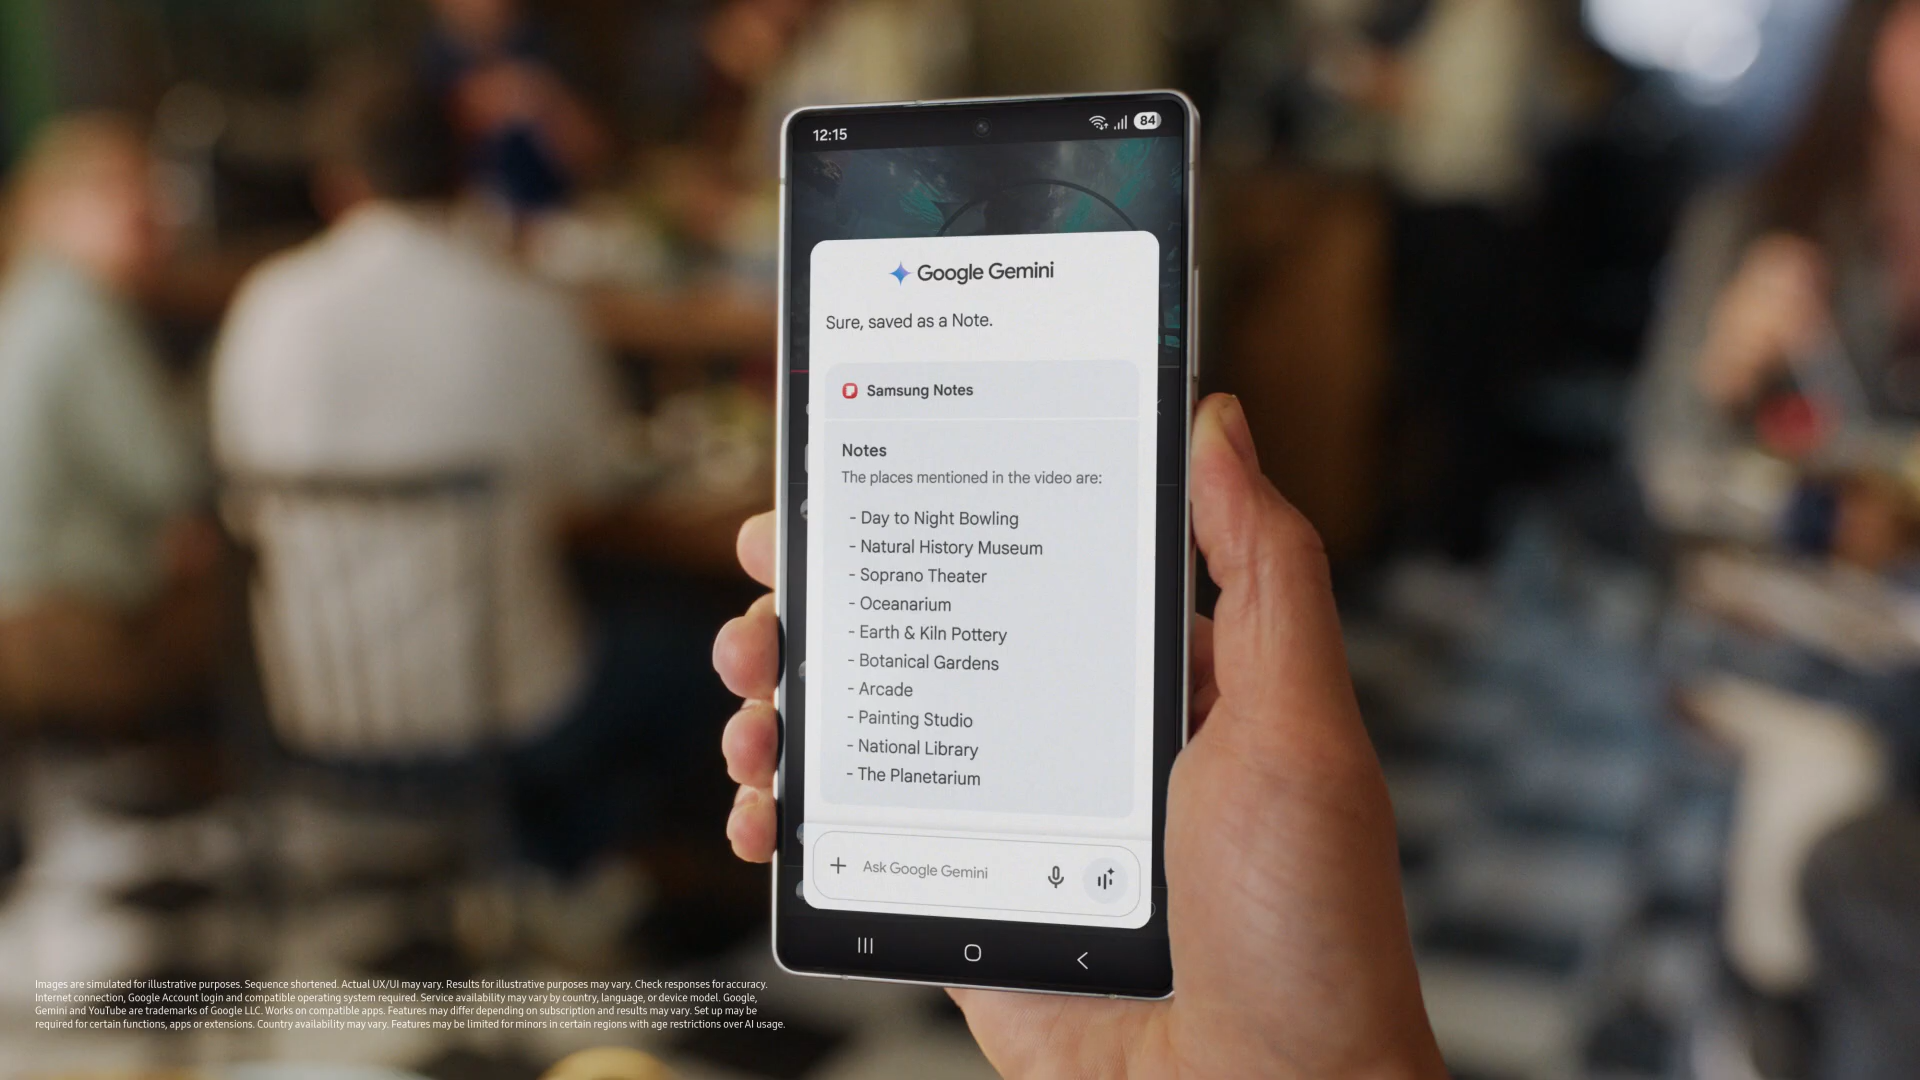 12:15
84
Google Gemini
Sure, saved as a Note.
Samsung Notes
Notes
The places mentioned in the video are:
- Day to Night Bowling
- Natural History Museum
- Soprano Theater
- Oceanarium
- Earth & Kiln Pottery
- Botanical Gardens
- Arcade
- Painting Studio
- National Library
- The Planetarium
Ask Google Gemini
Images are simulated for illustrative purposes. Sequence shortened. Actual UX/UI may vary. Results for illustrative purposes may vary. Check responses for accuracy.
Internet connection, Google Account login and compatible operating system required. Service availability may vary by country, language, or device model. Google,
Gemini and YouTube are trademarks of Google LLC. Works on compatible apps. Features may differ depending on subscription and results may vary. Set up may be
required for certain functions, apps or extensions. Country availability may vary. Features may be limited for minors in certain regions with age restrictions over AI usage.